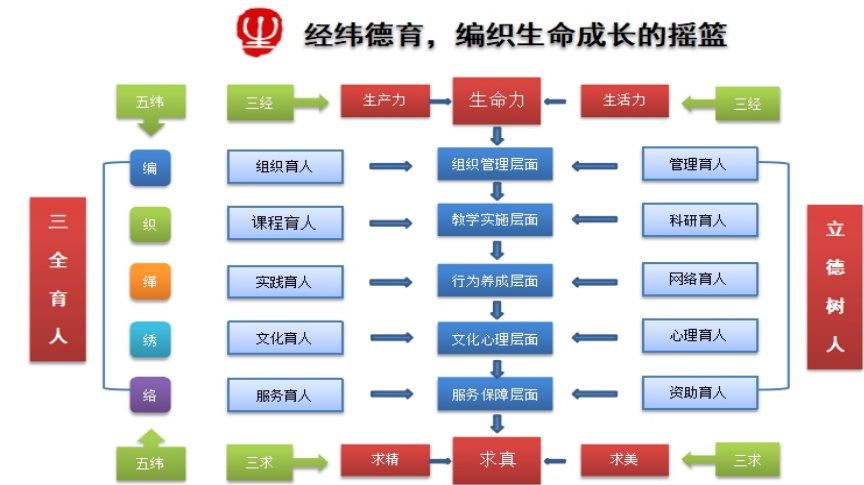 经纬德育，编织生命成长的摇篮
五纬
三经
生产力
生命力
生活力
三经
编
组织育人
组织管理层面
管理育人
织
课程育人
教学实施层面
科研育人
缂
实践育人
行为养成层面
网络育人
绣
文化育人
文化心理层面
心理育人
络
服务育人
服务保障层面
资助育人
三全育人
立德树人
五纬
三求
求精
求真
求美
三求